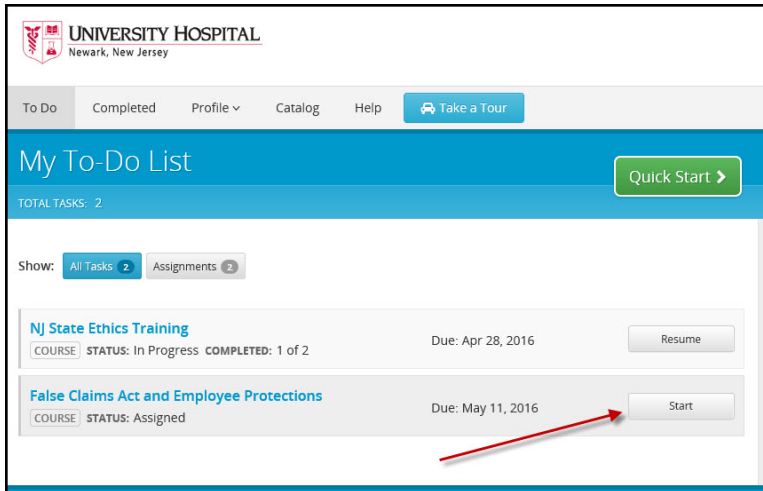 UNIVERSITY HOSPITAL
Newark, New Jersey
To Do Completed Profile Catalog Help Take a Tour
My To-Do List
Quick Start
TOTAL TASKS: 2
Show: All Tasks 2 Assignments 2
NJ State Ethics Training
COURSE STATUS: In Progress COMPLETED: 1 of 2
Due: Apr 28, 2016
Resume
False Claims Act and Employee Protections
COURSE STATUS: Assigned
Due: May 11, 2016
Start